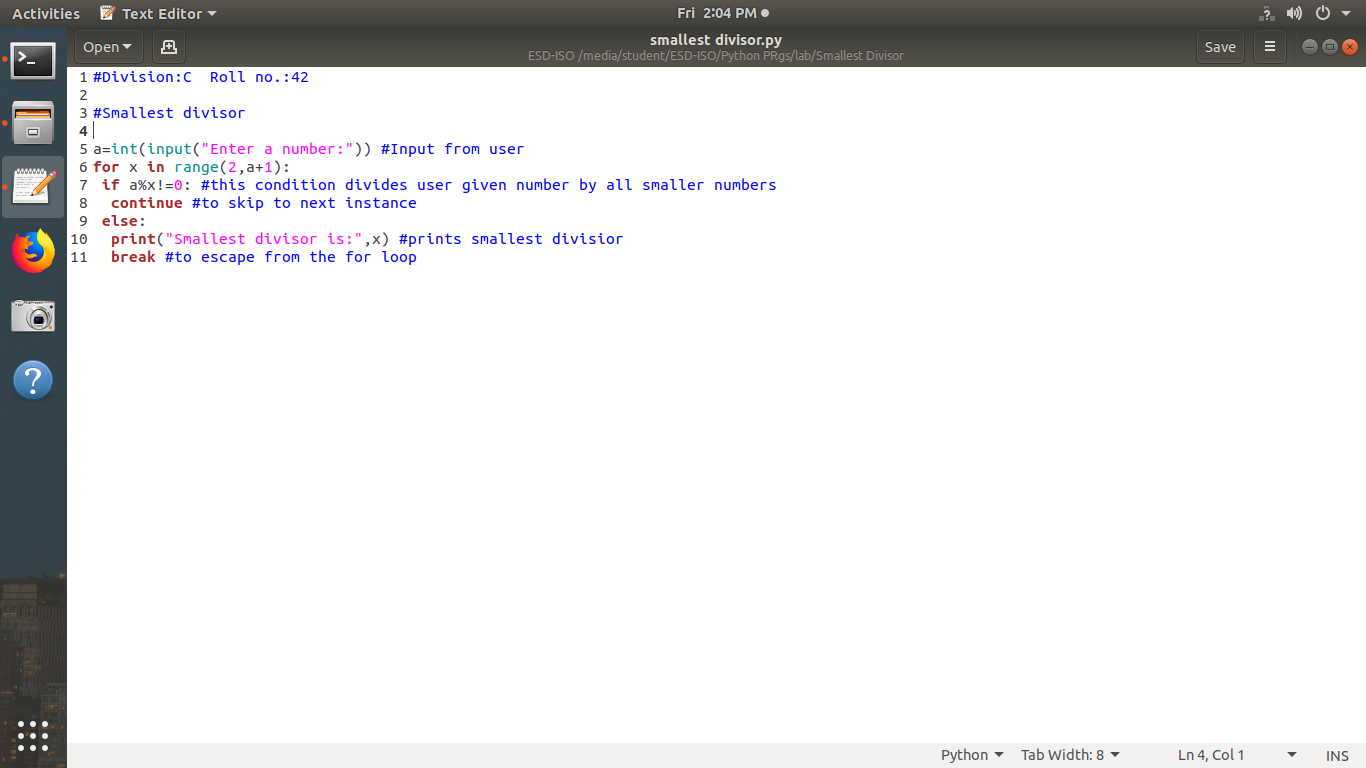 Activities Text Editor Fri 2:04 PM
Open smallest divisor.py Save
ESD-ISO /media/student/ESD-ISO/Python PRgs/lab/Smallest Divisor
1 #Division:C  Roll no.:42
2
3 #Smallest divisor
4
5 a=int(input("Enter a number:")) #Input from user
6 for x in range(2,a+1):
7  if a%x!=0: #this condition divides user given number by all smaller numbers
8   continue #to skip to next instance
9  else:
10   print("Smallest divisor is:",x) #prints smallest divisior
11   break #to escape from the for loop
Python Tab Width: 8 Ln 4, Col 1 INS